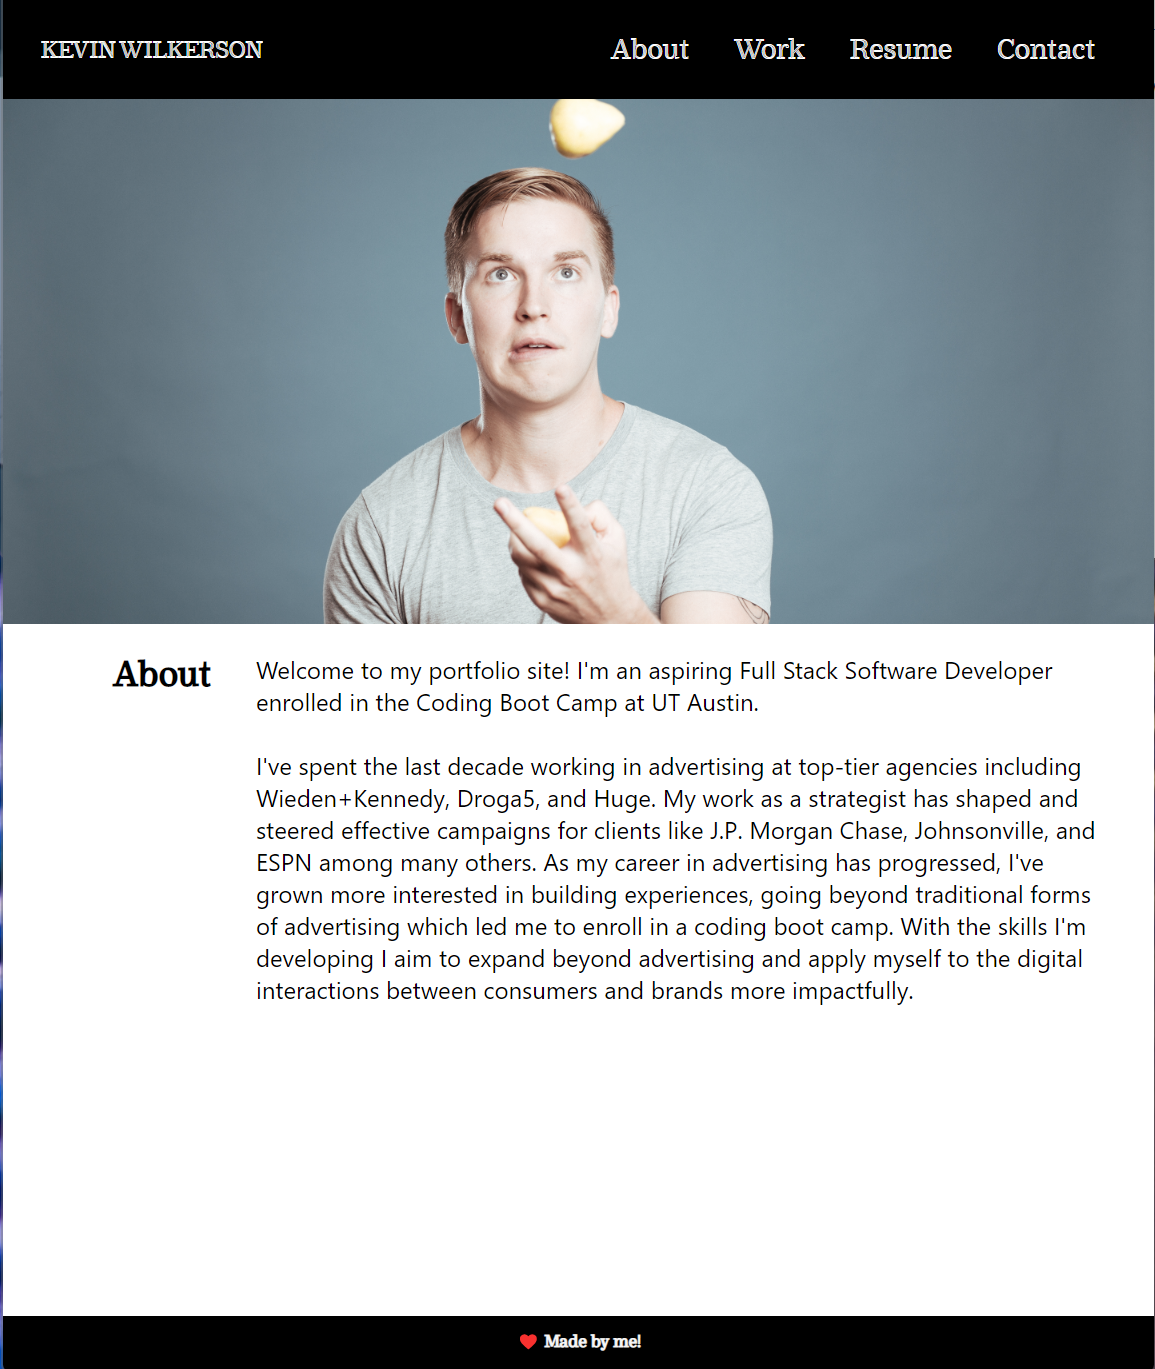 KEVIN WILKERSON
About Work Resume Contact
About
Welcome to my portfolio site! I'm an aspiring Full Stack Software Developer
enrolled in the Coding Boot Camp at UT Austin.
I've spent the last decade working in advertising at top-tier agencies including
Wieden+Kennedy, Droga5, and Huge. My work as a strategist has shaped and
steered effective campaigns for clients like J.P. Morgan Chase, Johnsonville, and
ESPN among many others. As my career in advertising has progressed, I've
grown more interested in building experiences, going beyond traditional forms
of advertising which led me to enroll in a coding boot camp. With the skills I'm
developing I aim to expand beyond advertising and apply myself to the digital
interactions between consumers and brands more impactfully.
❤️ Made by me!